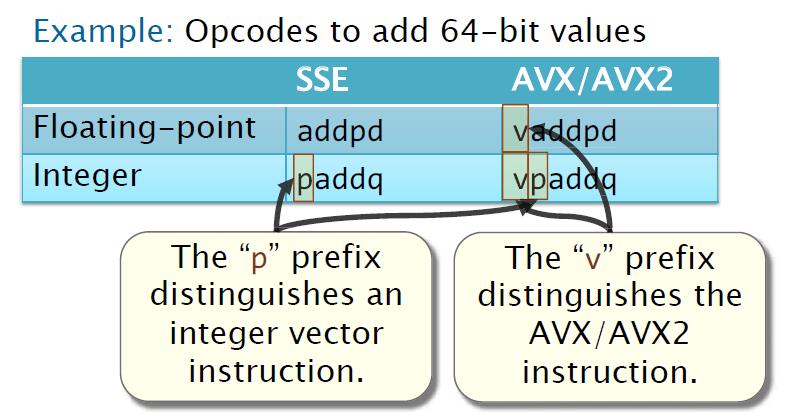 Example: Opcodes to add 64-bit values
SSE AVX/AVX2
Floating-point addpd vaddpd
Integer paddq vpaddq
The “p” prefix
distinguishes an
integer vector
instruction.
The “v” prefix
distinguishes the
AVX/AVX2
instruction.